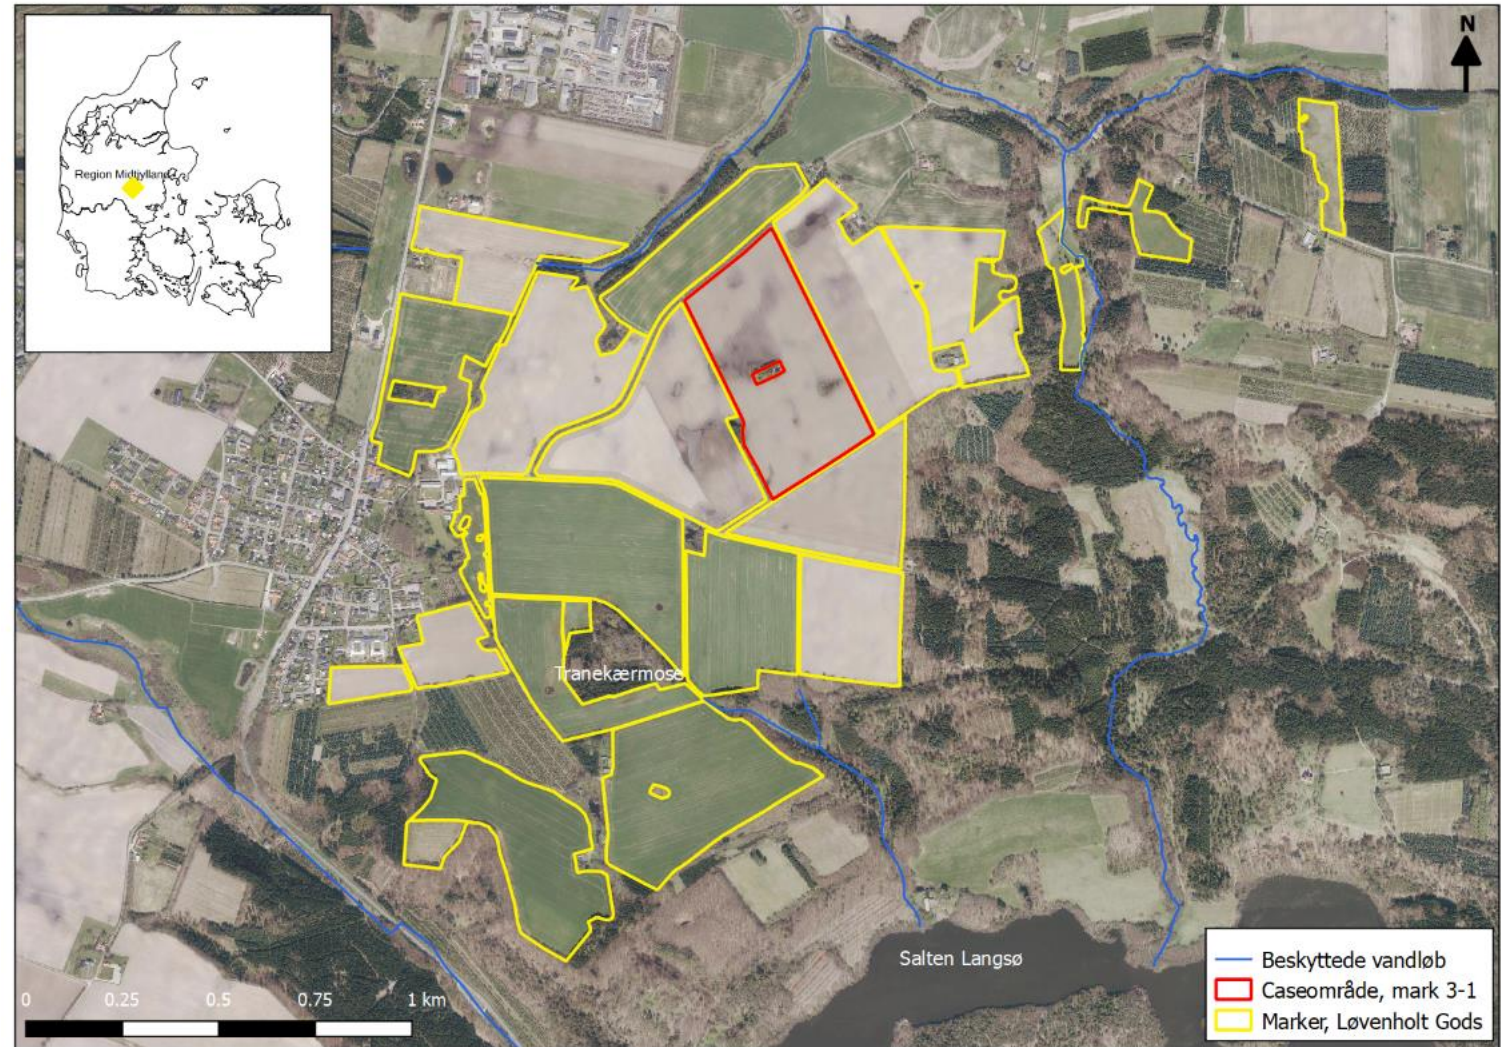 N
Region Midtjylland
Tranekærmose
Salten Langsø
0 0.25 0.5 0.75 1 km
Beskyttede vandløb
Caseområde, mark 3-1
Marker, Løvenholt Gods